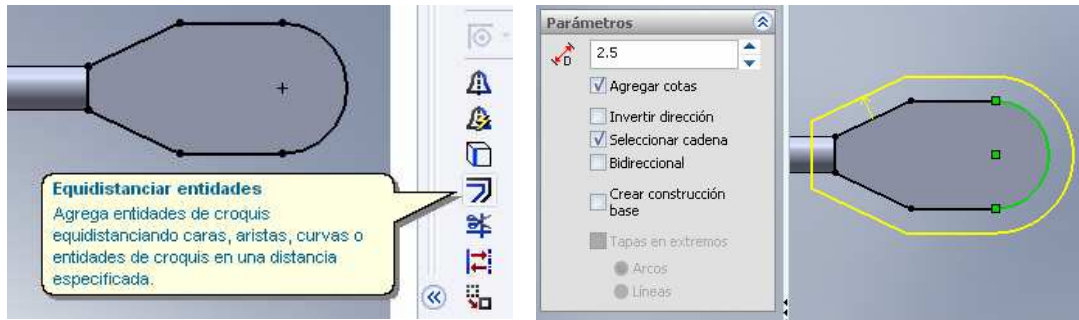 Equidistanciar entidades
Agrega entidades de croquis
equidistanciando caras, aristas, curvas o
entidades de croquis en una distancia
especificada.
Parámetros
D
2.5
Agregar cotas
Invertir dirección
Seleccionar cadena
Bidireccional
Crear construcción
base
Tapas en extremos
Arcos
Líneas